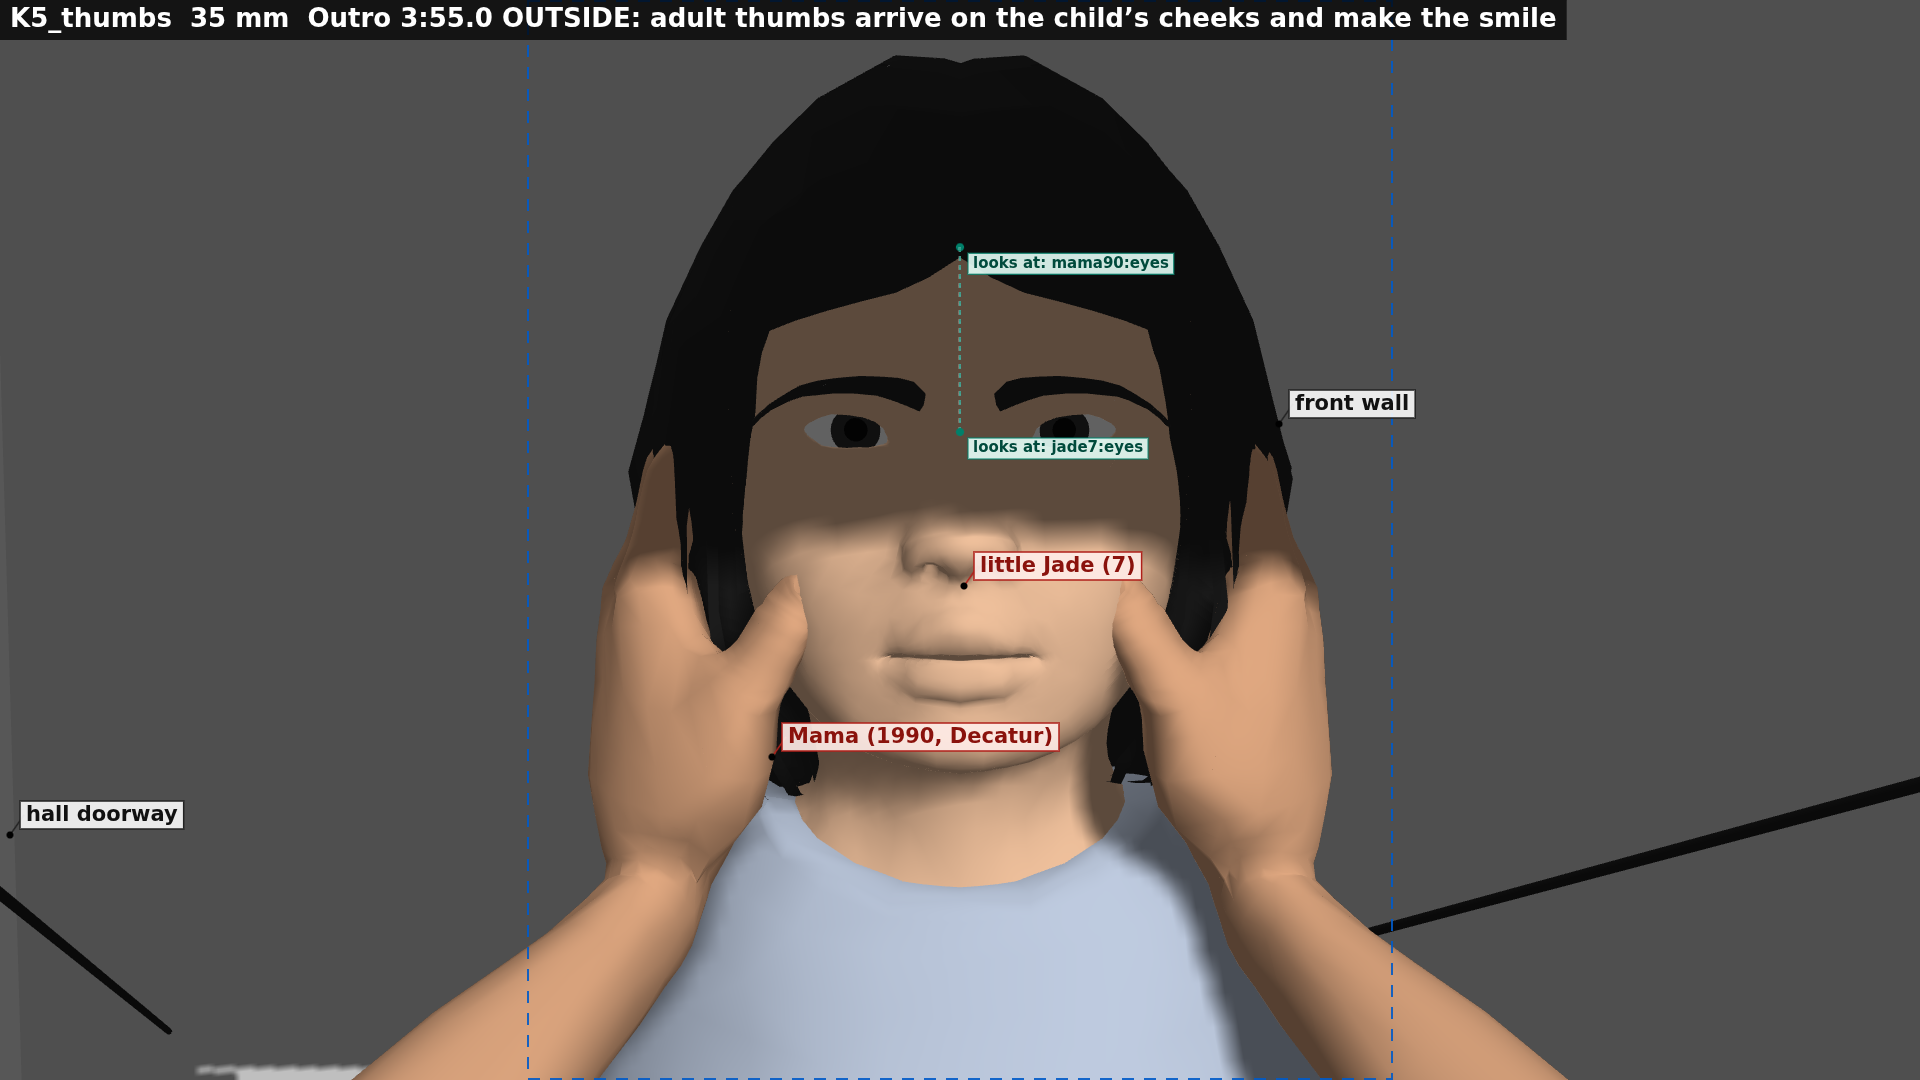 K5_thumbs  35 mm  Outro 3:55.0 OUTSIDE: adult thumbs arrive on the child’s cheeks and make the smile
looks at: mama90:eyes
front wall
looks at: jade7:eyes
little Jade (7)
Mama (1990, Decatur)
hall doorway